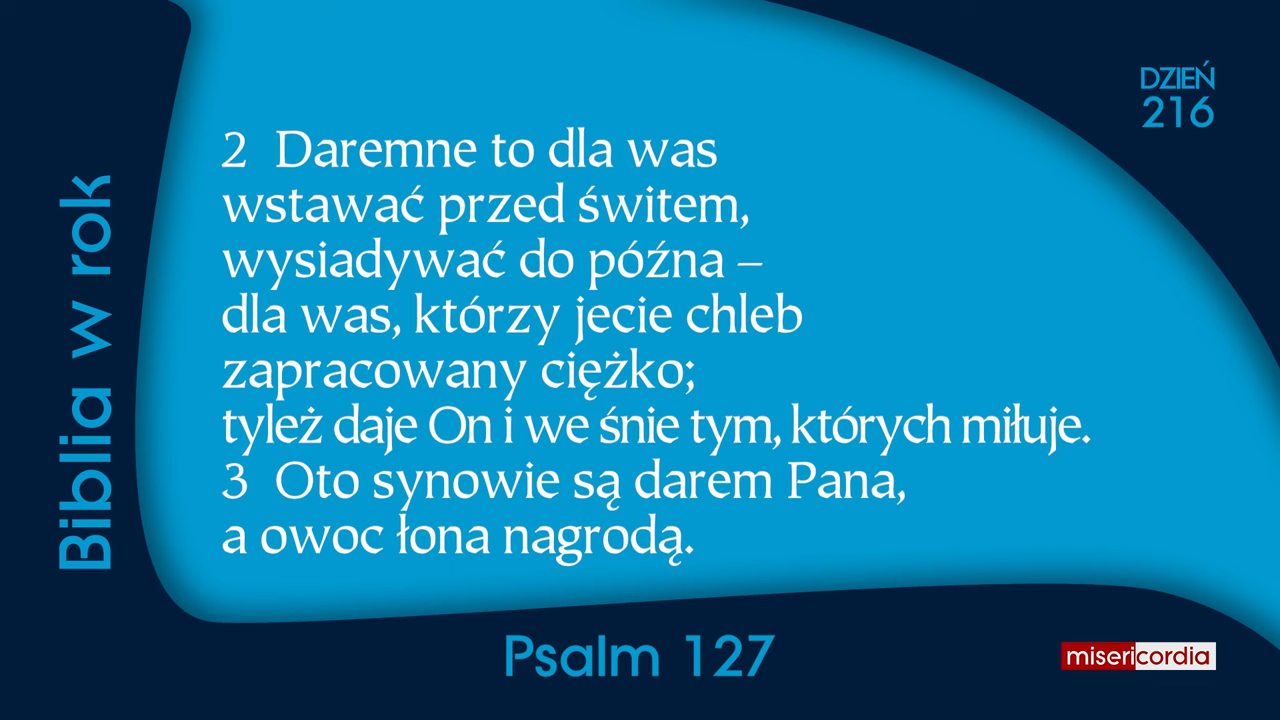 DZIEŃ
216
Biblia w rok
2 Daremne to dla was
wstawać przed świtem,
wysiadywać do późna –
dla was, którzy jecie chleb
zapracowany ciężko;
tyleż daje On i we śnie tym, których miłuje.
3 Oto synowie są darem Pana,
a owoc łona nagrodą.
Psalm 127
misericordia